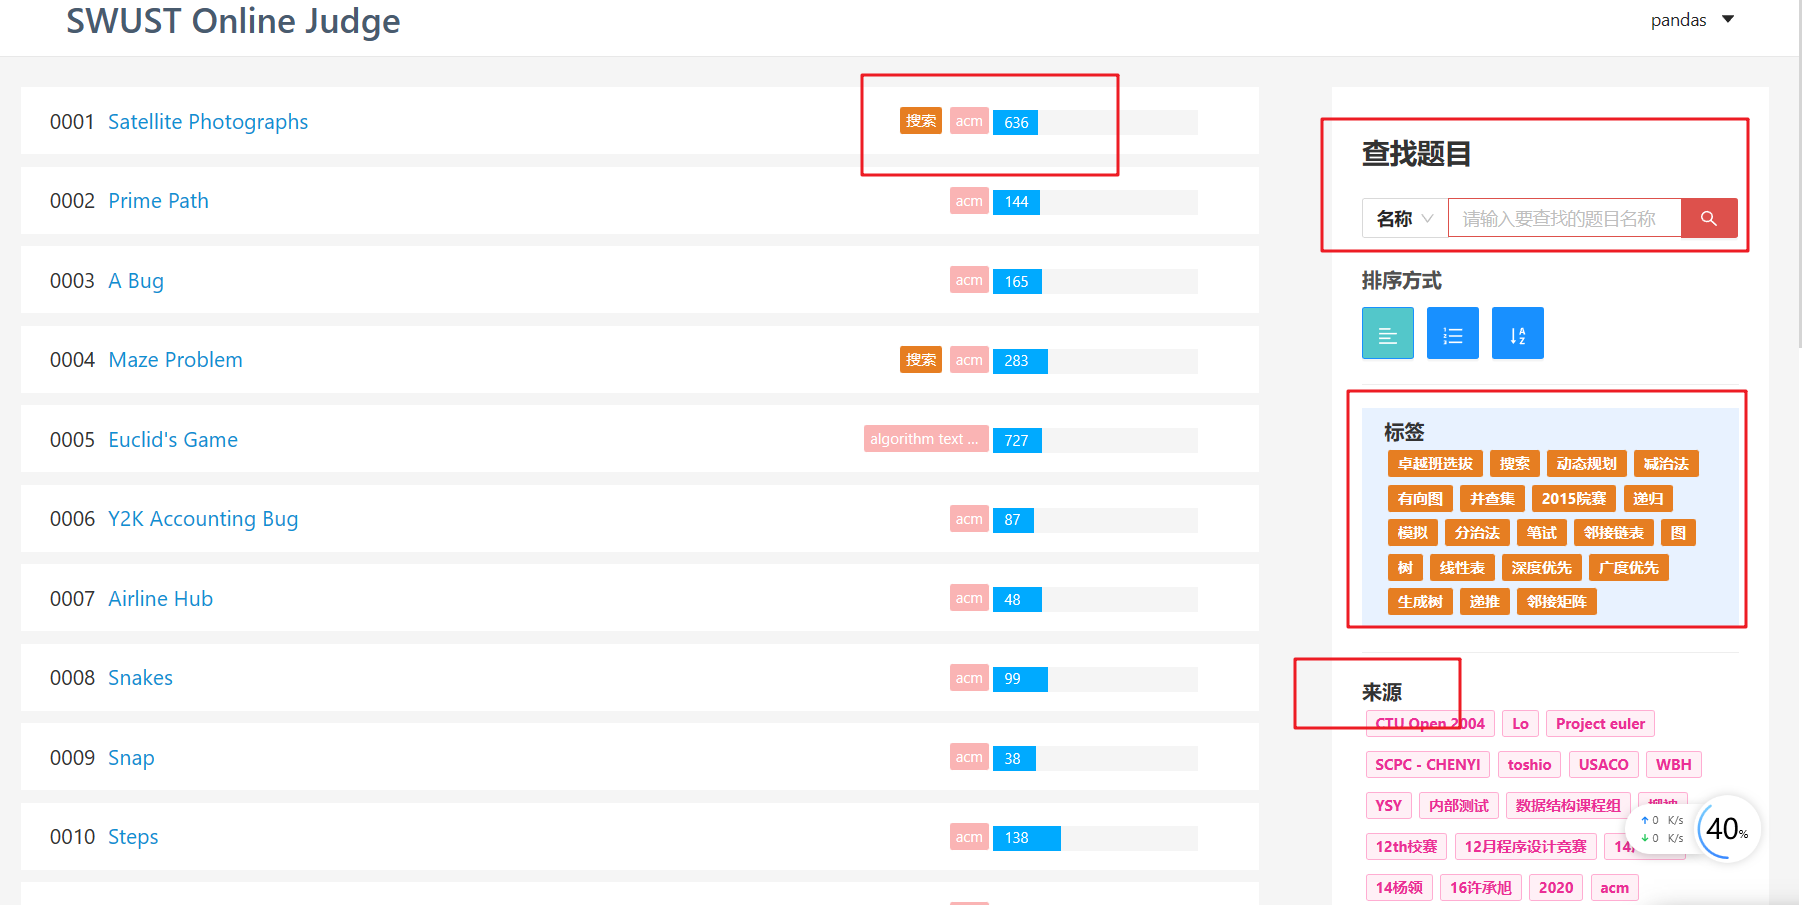 SWUST Online Judge
pandas
0001 Satellite Photographs 搜索 acm 636
0002 Prime Path acm 144
0003 A Bug acm 165
0004 Maze Problem 搜索 acm 283
0005 Euclid's Game algorithm text ... 727
0006 Y2K Accounting Bug acm 87
0007 Airline Hub acm 48
0008 Snakes acm 99
0009 Snap acm 38
0010 Steps acm 138
查找题目
名称 请输入要查找的题目名称
排序方式
标签
卓越班选拔 搜索 动态规划 减治法
有向图 并查集 2015院赛 递归
模拟 分治法 笔试 邻接链表 图
树 线性表 深度优先 广度优先
生成树 递推 邻接矩阵
来源
CTU Open 2004 Lo Project euler
SCPC - CHENYI toshio USACO WBH
YSY 内部测试 数据结构课程组
12th校赛 12月程序设计竞赛
14杨领 16许承旭 2020 acm
0 K/s
0 K/s
40%